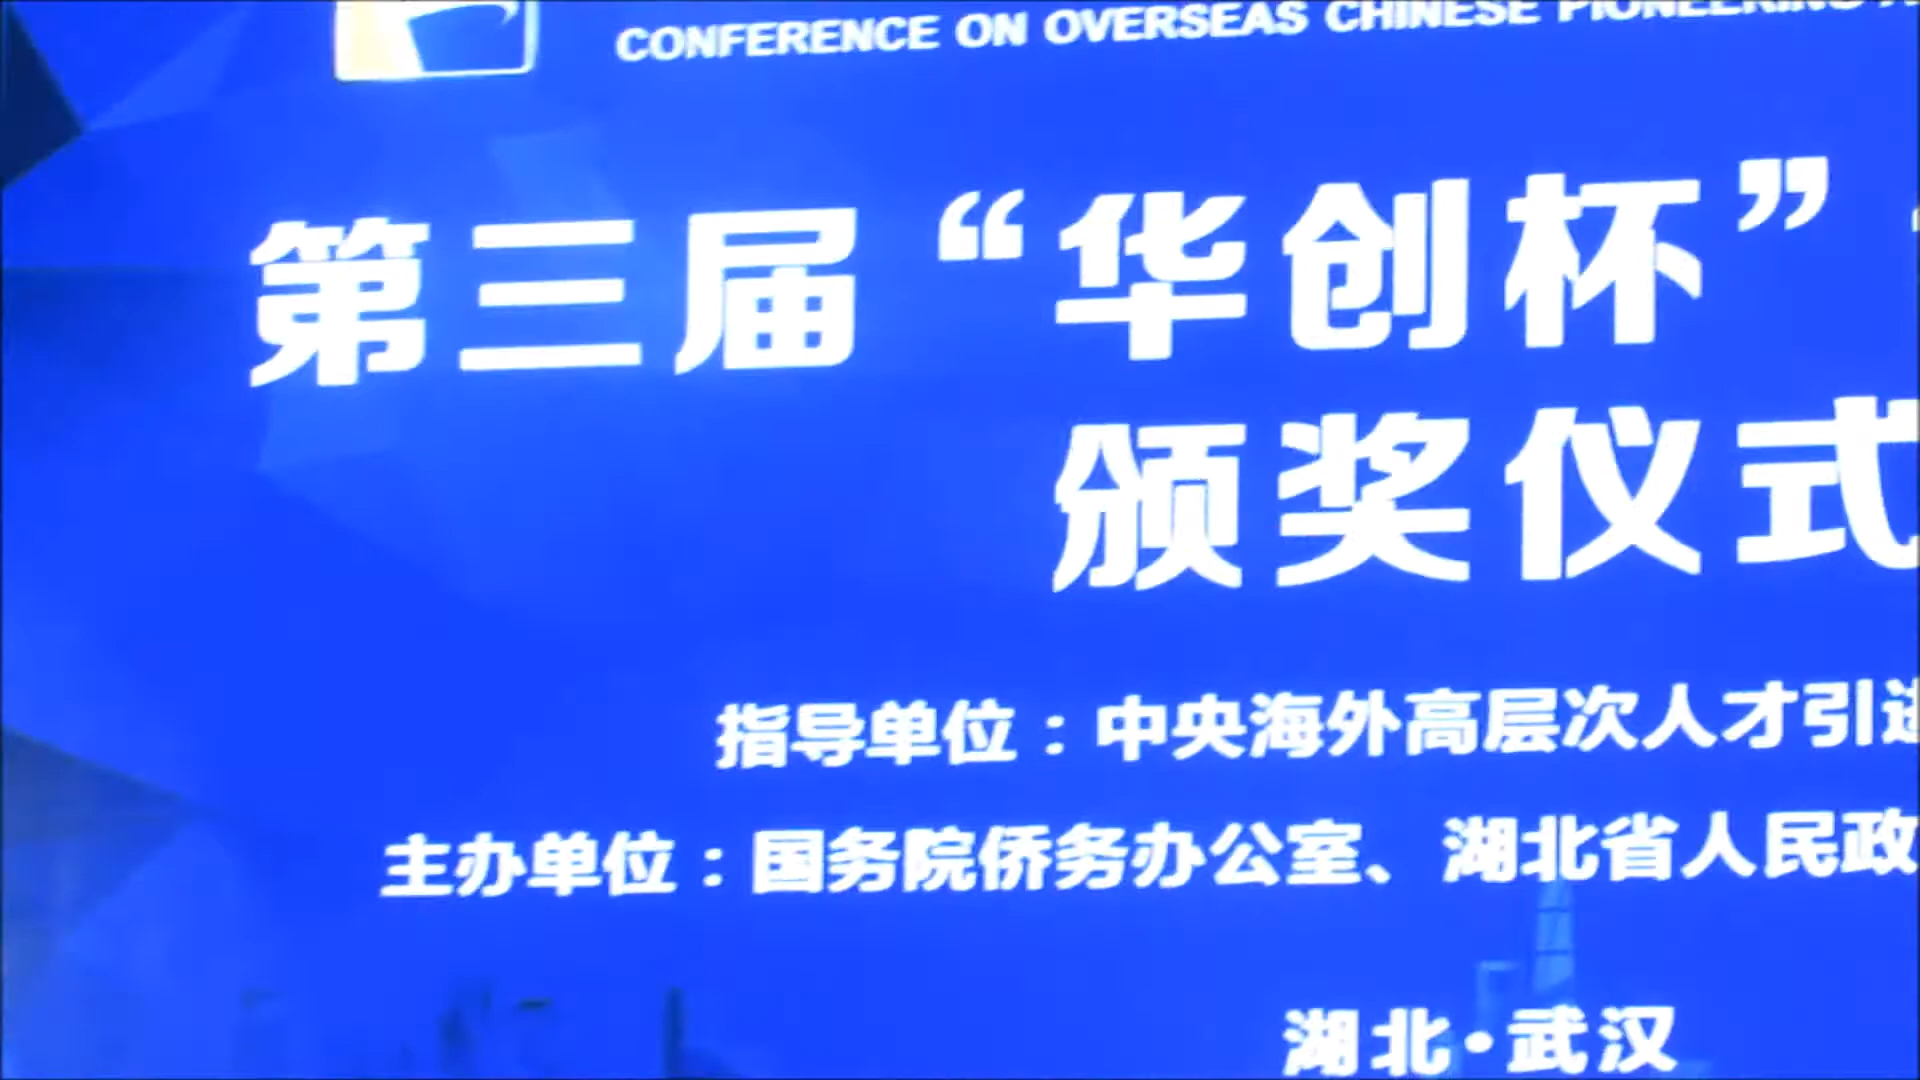 CONFERENCE ON OVERSEAS CHINESE PIONEERING
第三届“华创杯”
颁奖仪式
指导单位：中央海外高层次人才引进
主办单位：国务院侨务办公室、湖北省人民政
湖北·武汉